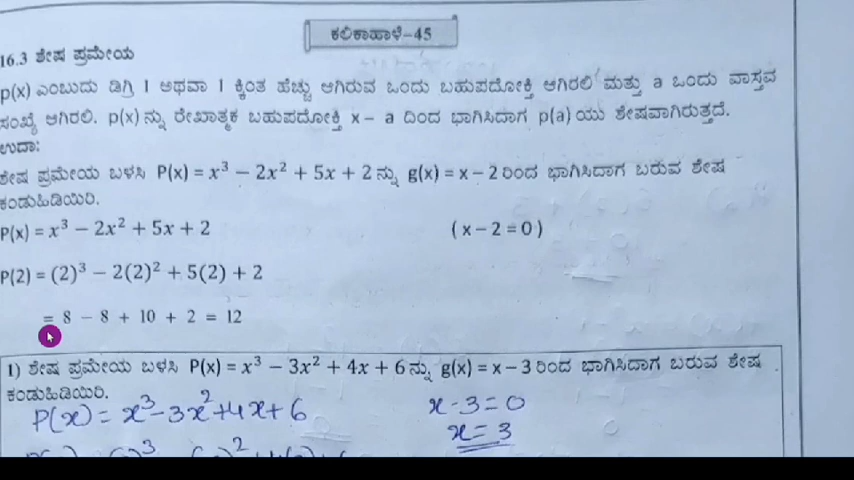 ಕಲಿಕಾಹಾಳೆ-45
16.3 ಶೇಷ ಪ್ರಮೇಯ
p(x) ಎಂಬುದು ಡಿಗ್ರಿ 1 ಅಥವಾ 1 ಕ್ಕಿಂತ ಹೆಚ್ಚು ಆಗಿರುವ ಒಂದು ಬಹುಪದೋಕ್ತಿ ಆಗಿರಲಿ ಮತ್ತು a ಒಂದು ವಾಸ್ತವ
ಸಂಖ್ಯೆ ಆಗಿರಲಿ. p(x) ನ್ನು ರೇಖಾತ್ಮಕ ಬಹುಪದೋಕ್ತಿ x – a ದಿಂದ ಭಾಗಿಸಿದಾಗ p(a) ಯು ಶೇಷವಾಗಿರುತ್ತದೆ.
ಉದಾ:
ಶೇಷ ಪ್ರಮೇಯ ಬಳಸಿ P(x) = x³ − 2x² + 5x + 2 ನ್ನು g(x) = x – 2 ರಿಂದ ಭಾಗಿಸಿದಾಗ ಬರುವ ಶೇಷ
ಕಂಡುಹಿಡಿಯಿರಿ.
P(x) = x³ − 2x² + 5x + 2 ( x – 2 = 0 )
P(2) = (2)³ − 2(2)² + 5(2) + 2
= 8 − 8 + 10 + 2 = 12
1) ಶೇಷ ಪ್ರಮೇಯ ಬಳಸಿ P(x) = x³ − 3x² + 4x + 6 ನ್ನು g(x) = x – 3 ರಿಂದ ಭಾಗಿಸಿದಾಗ ಬರುವ ಶೇಷ
ಕಂಡುಹಿಡಿಯಿರಿ.
P(x) = x³-3x²+4x+6 x-3=0
x=3